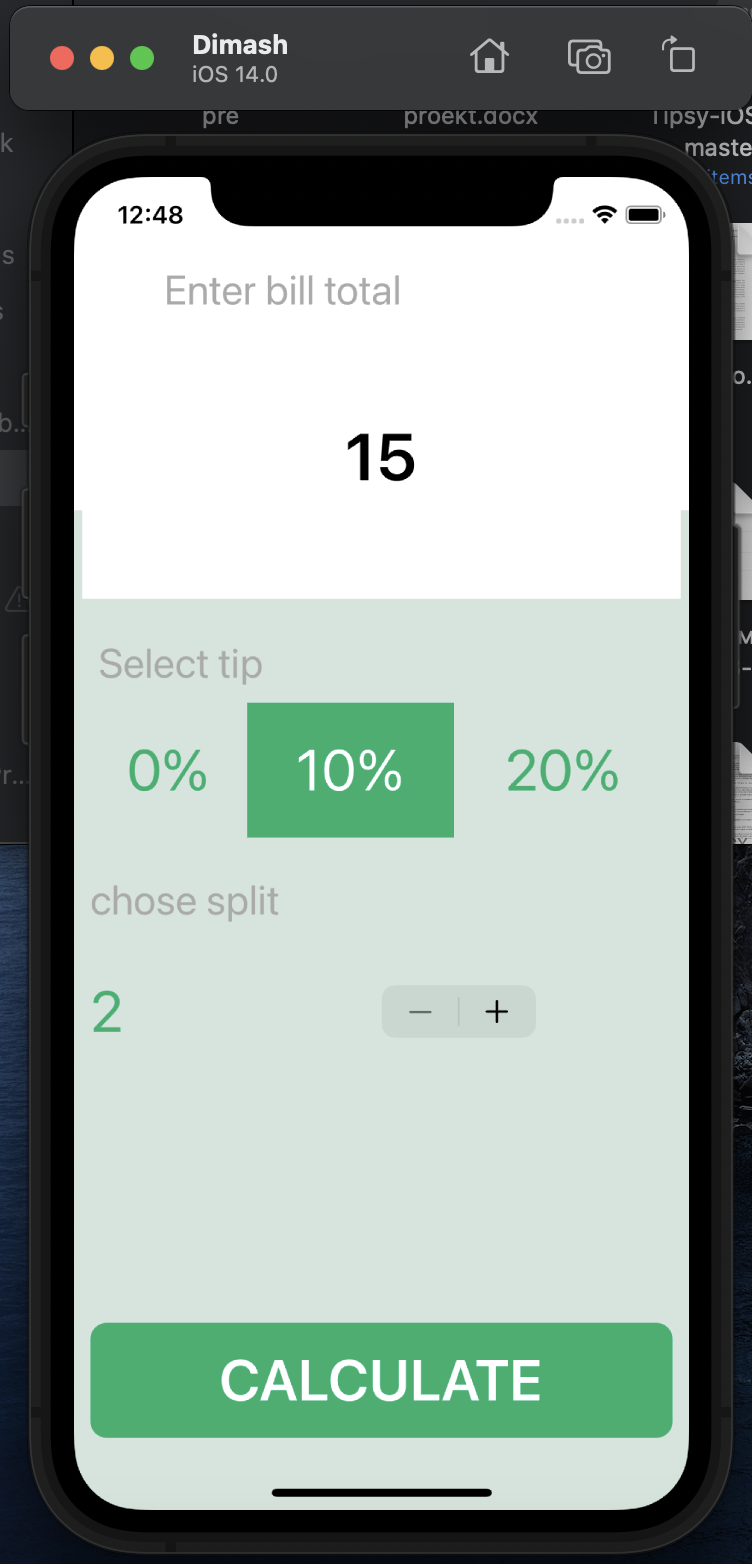 Dimash
iOS 14.0
pre
proekt.docx
Tipsy-iOS
maste
items
12:48
Enter bill total
15
Select tip
0% 10% 20%
chose split
2 − +
CALCULATE